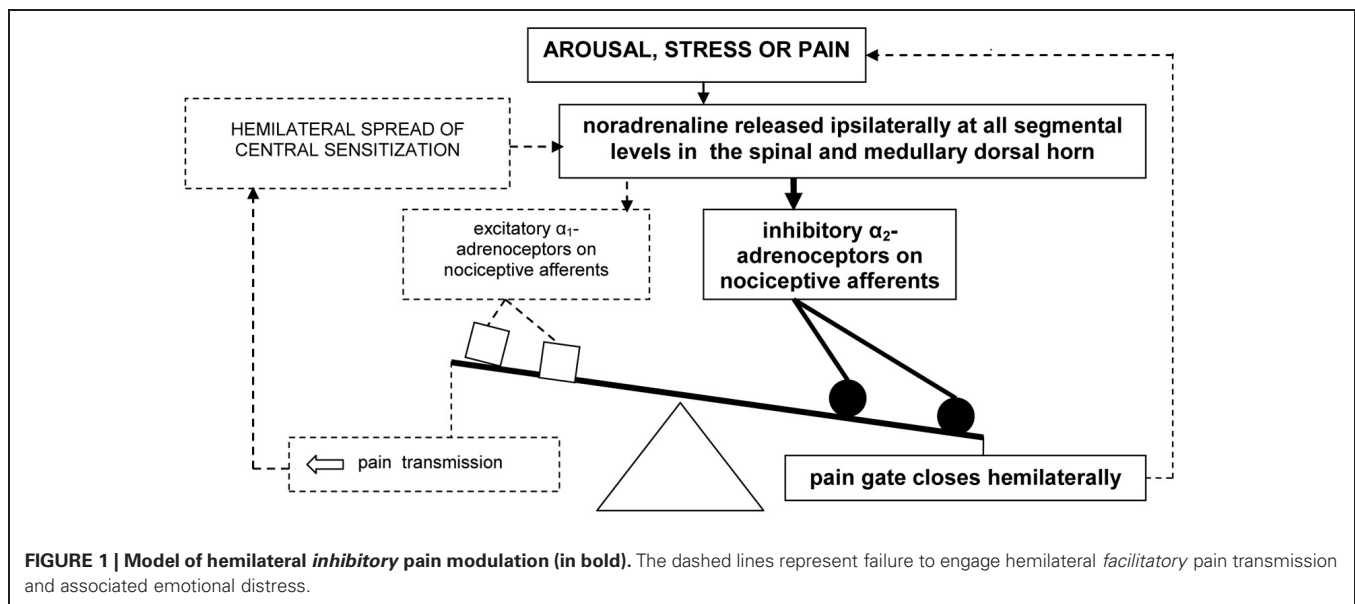 AROUSAL, STRESS OR PAIN
HEMILATERAL SPREAD OF
CENTRAL SENSITIZATION
noradrenaline released ipsilaterally at all segmental
levels in the spinal and medullary dorsal horn
excitatory α₁-
adrenoceptors on
nociceptive afferents
inhibitory α₂-
adrenoceptors on
nociceptive afferents
pain transmission
pain gate closes hemilaterally
FIGURE 1 | Model of hemilateral inhibitory pain modulation (in bold). The dashed lines represent failure to engage hemilateral facilitatory pain transmission
and associated emotional distress.